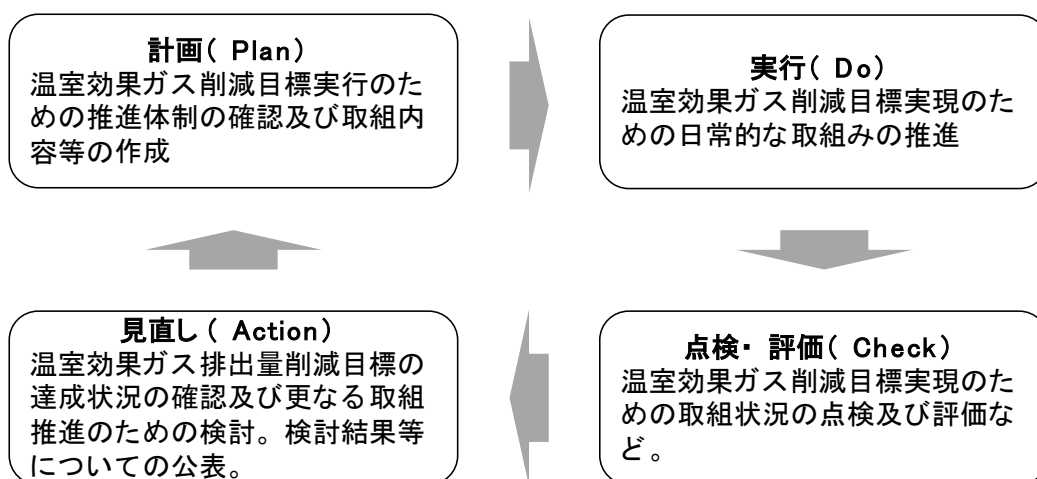 計画( Plan)
温室効果ガス削減目標実行のた
めの推進体制の確認及び取組内
容等の作成
実行( Do)
温室効果ガス削減目標実現のた
めの日常的な取組みの推進
見直し( Action)
温室効果ガス排出量削減目標の
達成状況の確認及び更なる取組
推進のための検討。検討結果等
についての公表。
点検・評価( Check)
温室効果ガス削減目標実現のた
めの取組状況の点検及び評価な
ど。